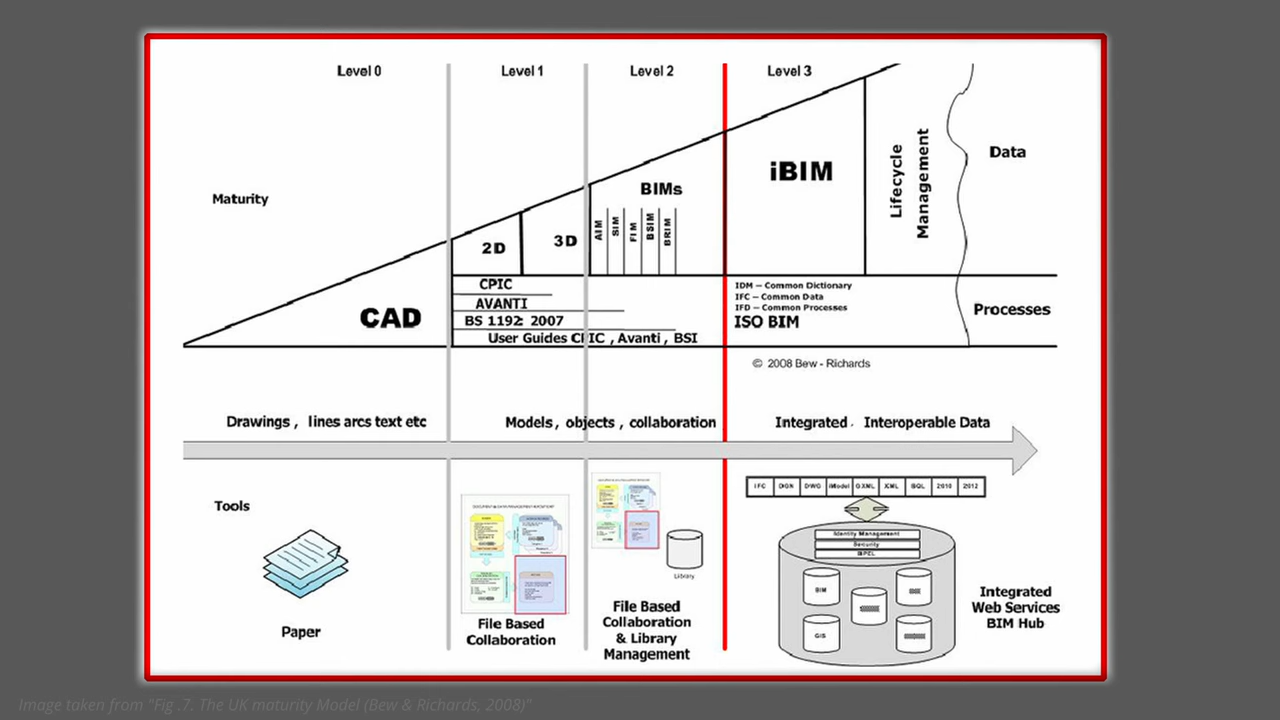 Level 0
Level 1
Level 2
Level 3
Maturity
CAD
2D
3D
BIMs
AIM
SIM
FIM
BSIM
BRIM
iBIM
Lifecycle
Management
Data
Processes
CPIC
AVANTI
BS 1192: 2007
User Guides CPIC , Avanti , BSI
IDM – Common Dictionary
IFC – Common Data
IFD – Common Processes
ISO BIM
© 2008 Bew - Richards
Drawings , lines arcs text etc
Models , objects , collaboration
Integrated . Interoperable Data
Tools
Paper
File Based
Collaboration
Library
File Based
Collaboration
& Library
Management
IFC DGN DWG iModel GXML XML SQL 2010 2012
Identity Management
Security
BPEL
BIM
GIS
Integrated
Web Services
BIM Hub
Image taken from "Fig .7. The UK maturity Model (Bew & Richards, 2008)"